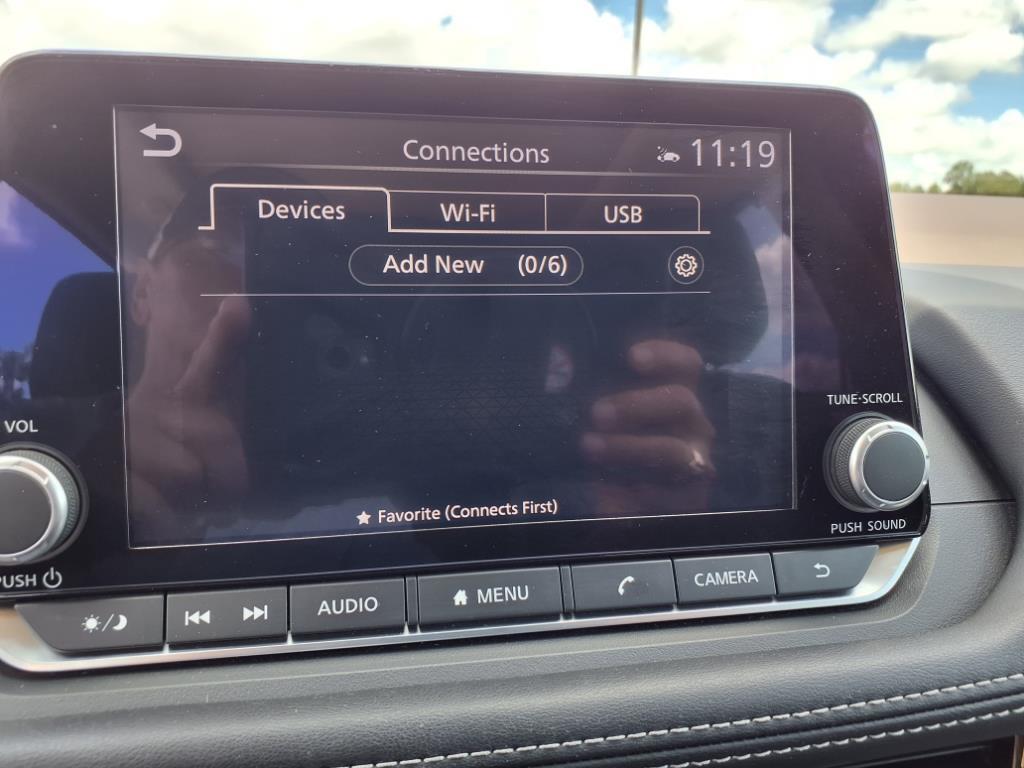 Connections
11:19
Devices
Wi-Fi
USB
Add New (0/6)
Favorite (Connects First)
VOL
PUSH
TUNE·SCROLL
PUSH SOUND
AUDIO
MENU
CAMERA